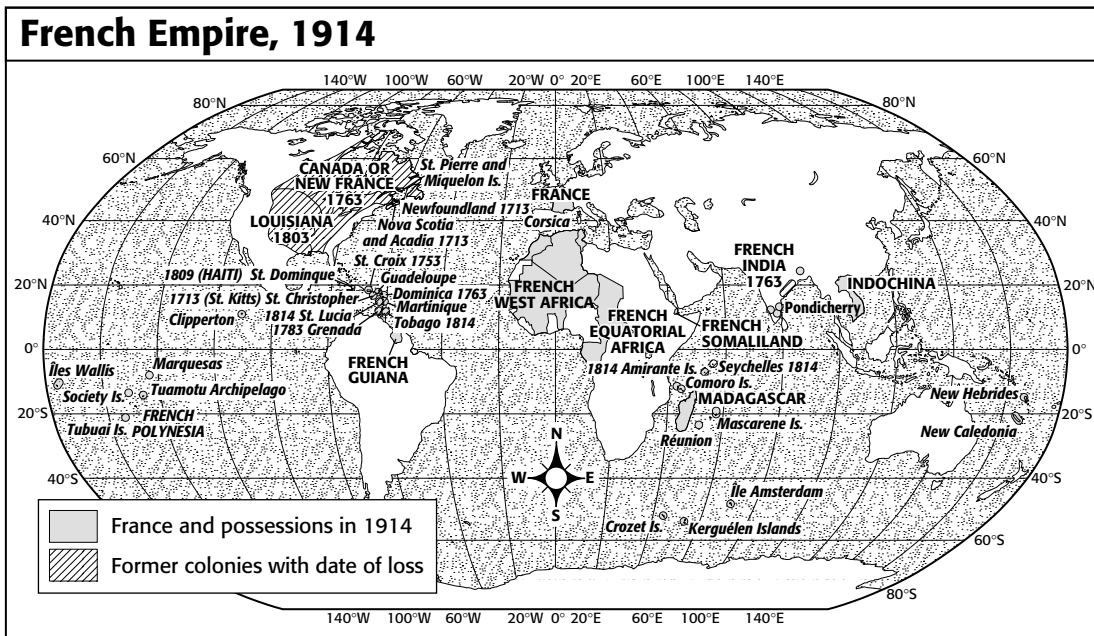 French Empire, 1914
140°W 100°W 60°W 20°W 0° 20°E 60°E 100°E 140°E
80°N 80°N
60°N 60°N
40°N 40°N
20°N 20°N
0° 0°
20°S 20°S
40°S 40°S
60°S
80°S
CANADA OR
NEW FRANCE
1763
LOUISIANA
1803
St. Pierre and
Miquelon Is.
Newfoundland 1713
Nova Scotia
and Acadia 1713
St. Croix 1753
1809 (HAITI) St. Dominque
Guadeloupe
1713 (St. Kitts) St. Christopher
Dominica 1763
1814 St. Lucia
Martinique
1783 Grenada
Tobago 1814
Clipperton
FRENCH
GUIANA
Îles Wallis
Marquesas
Society Is.
Tuamotu Archipelago
Tubuai Is.
FRENCH
POLYNESIA
FRANCE
Corsica
FRENCH
WEST AFRICA
FRENCH
EQUATORIAL
AFRICA
FRENCH
SOMALILAND
FRENCH
INDIA
1763
Pondicherry
INDOCHINA
1814 Amirante Is.
Seychelles 1814
Comoro Is.
MADAGASCAR
Mascarene Is.
Réunion
New Hebrides
New Caledonia
Île Amsterdam
Crozet Is.
Kerguélen Islands
N
W E
S
France and possessions in 1914
Former colonies with date of loss
140°W 100°W 60°W 20°W 0° 20°E 60°E 100°E 140°E